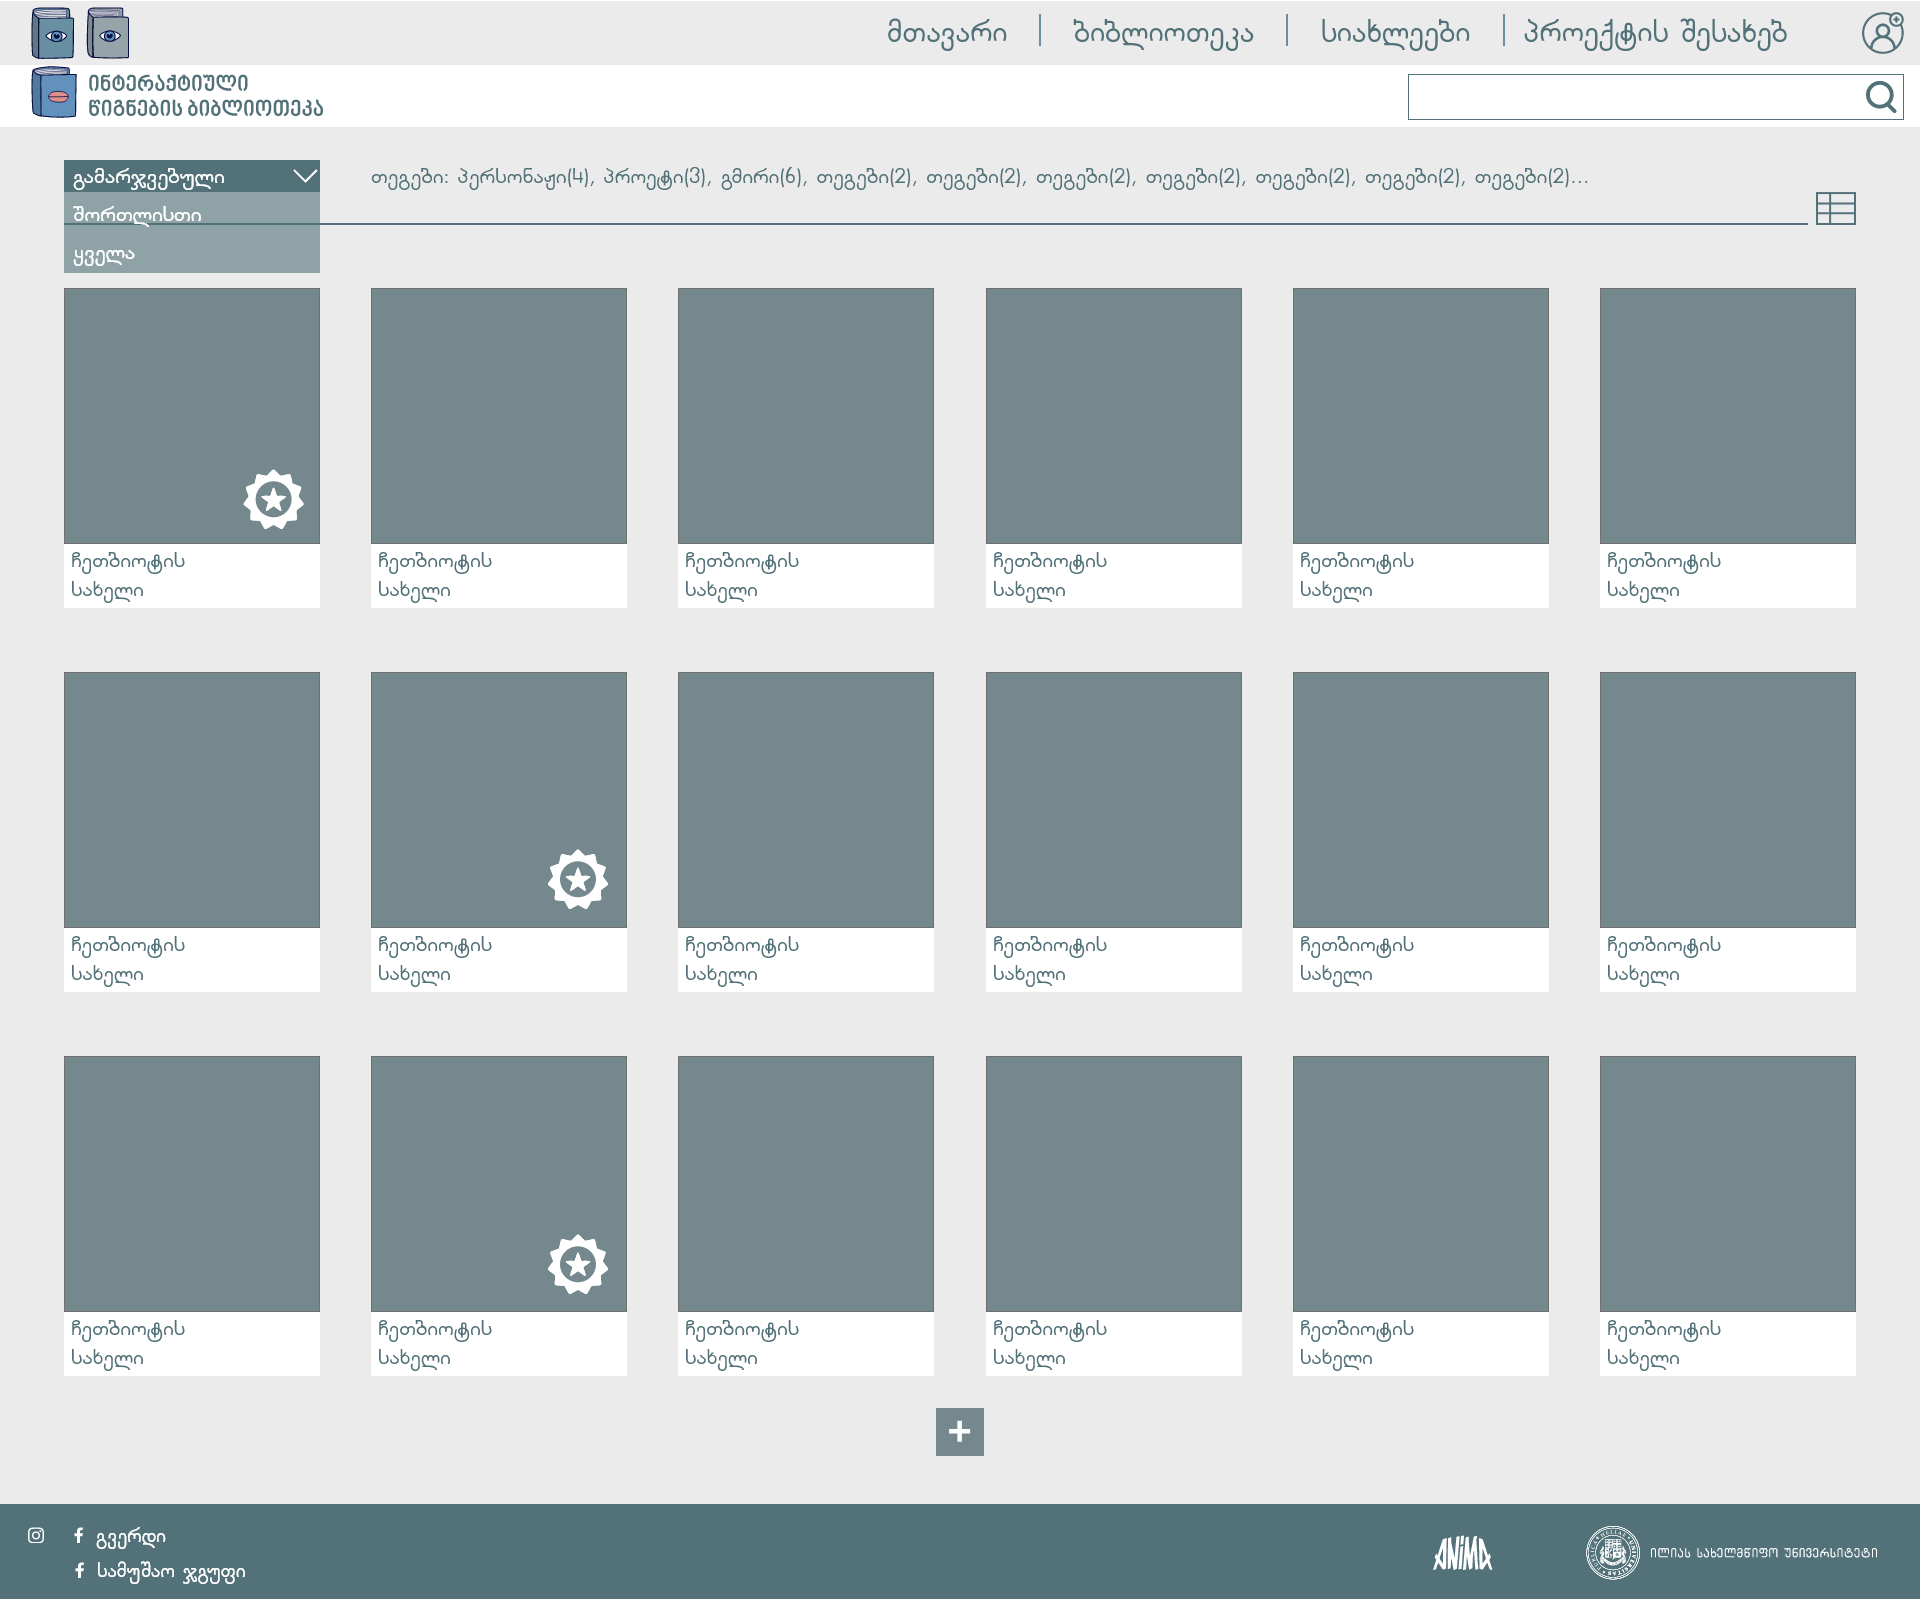 მთავარი
ბიბლიოთეკა
სიახლეები
პროექტის შესახებ
ინტერაქტიული
წიგნების ბიბლიოთეკა
გამარჯვებული
თეგები: პერსონაჟი(4), პროეტი(3), გმირი(6), თეგები(2), თეგები(2), თეგები(2), თეგები(2), თეგები(2), თეგები(2), თეგები(2)...
შორთლისთი
ყველა
ჩეთბიოტის
სახელი
ჩეთბიოტის
სახელი
ჩეთბიოტის
სახელი
ჩეთბიოტის
სახელი
ჩეთბიოტის
სახელი
ჩეთბიოტის
სახელი
ჩეთბიოტის
სახელი
ჩეთბიოტის
სახელი
ჩეთბიოტის
სახელი
ჩეთბიოტის
სახელი
ჩეთბიოტის
სახელი
ჩეთბიოტის
სახელი
ჩეთბიოტის
სახელი
ჩეთბიოტის
სახელი
ჩეთბიოტის
სახელი
ჩეთბიოტის
სახელი
ჩეთბიოტის
სახელი
ჩეთბიოტის
სახელი
+
გვერდი
სამუშაო ჯგუფი
ANIMA
ილიას სახელმწიფო უნივერსიტეტი